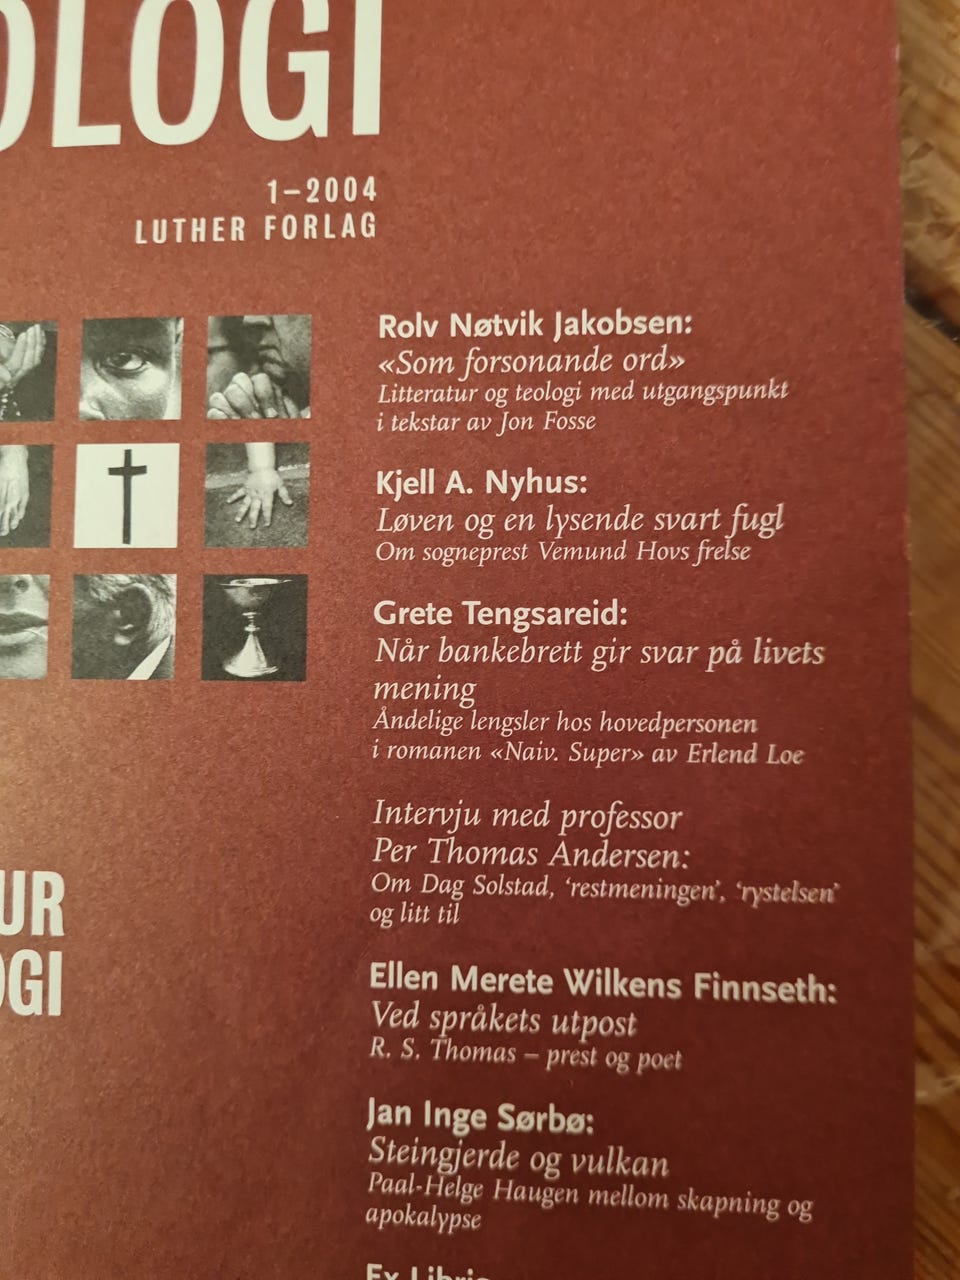 OLOGI
1–2004
LUTHER FORLAG
Rolv Nøtvik Jakobsen:
«Som forsonande ord»
Litteratur og teologi med utgangspunkt
i tekstar av Jon Fosse
Kjell A. Nyhus:
Løven og en lysende svart fugl
Om sogneprest Vemund Hovs frelse
Grete Tengsareid:
Når bankebrett gir svar på livets
mening
Åndelige lengsler hos hovedpersonen
i romanen «Naiv. Super» av Erlend Loe
Intervju med professor
Per Thomas Andersen:
Om Dag Solstad, ‘restmeningen’, ‘rystelsen’
og litt til
UR
OGI
Ellen Merete Wilkens Finnseth:
Ved språkets utpost
R. S. Thomas – prest og poet
Jan Inge Sørbø:
Steingjerde og vulkan
Paal-Helge Haugen mellom skapning og
apokalypse
Ex Libris